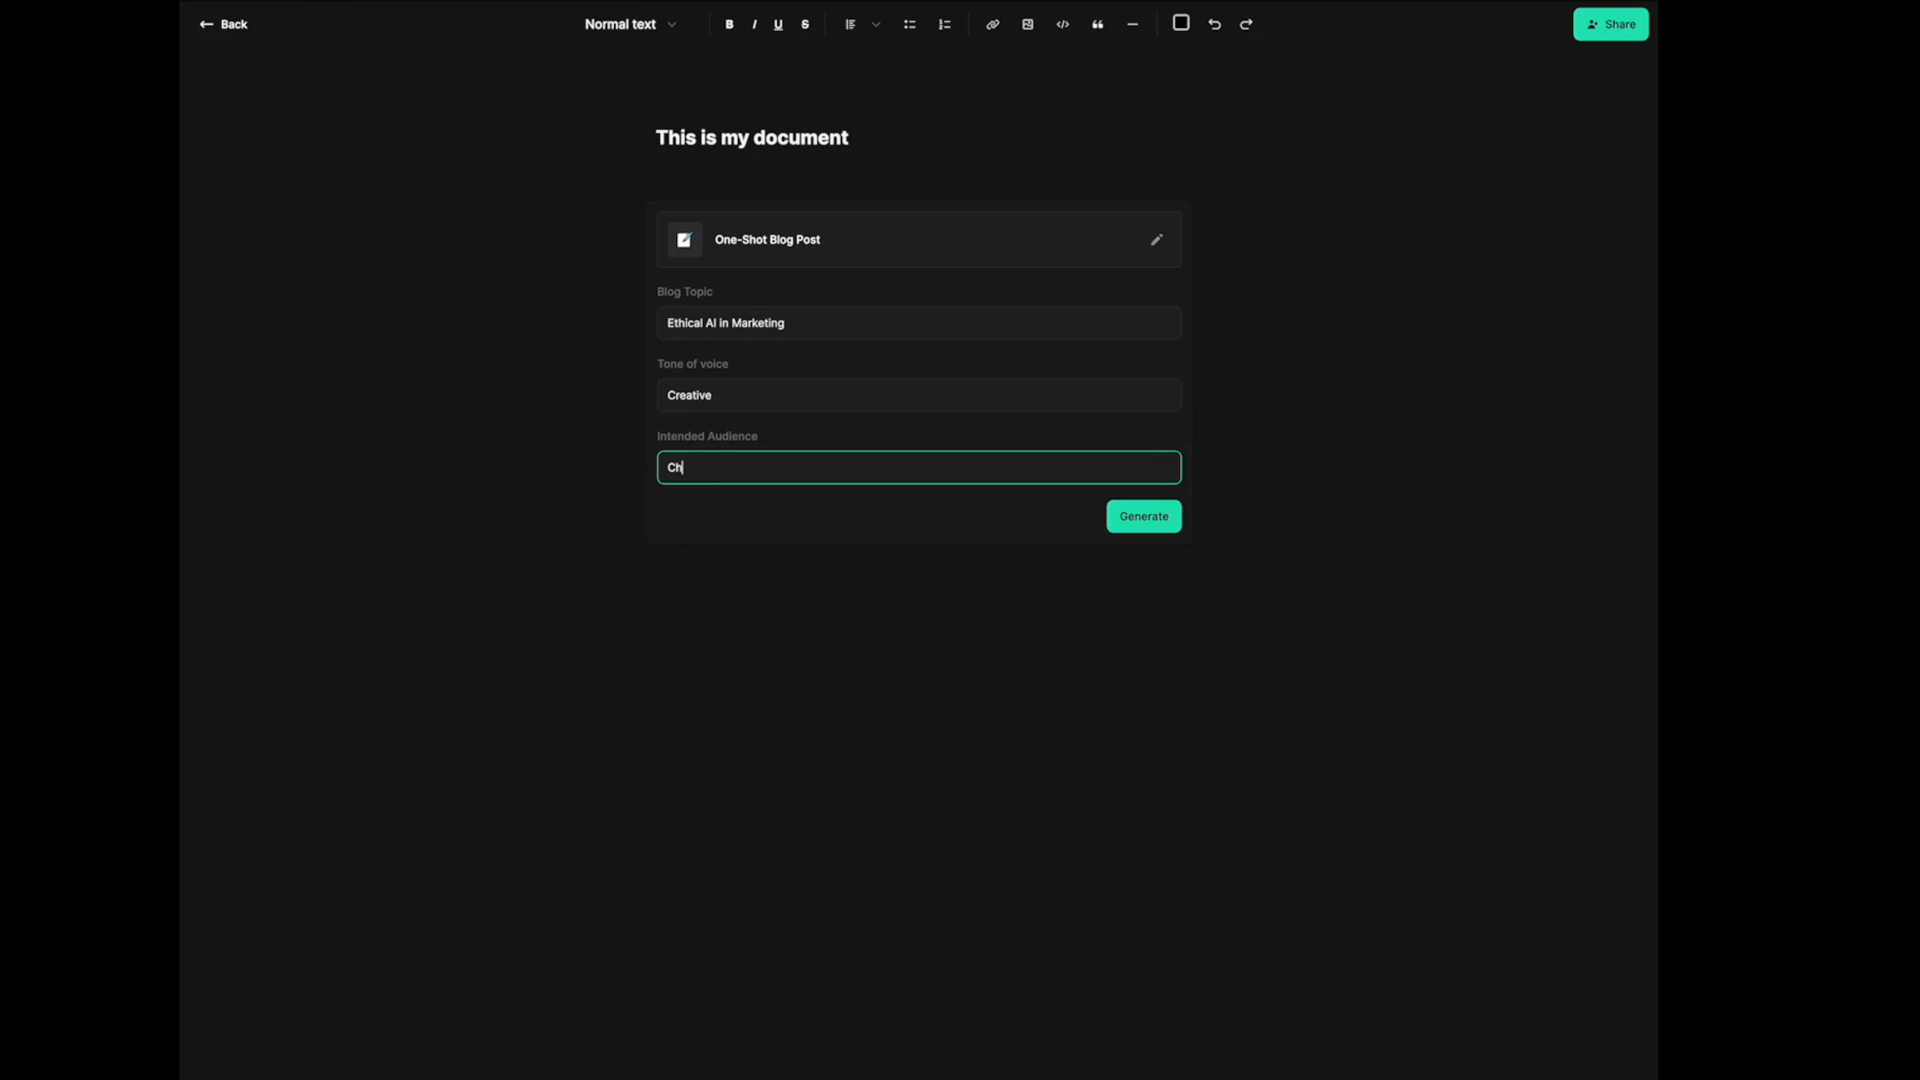 Back
Normal text
B I U S
Share
This is my document
One-Shot Blog Post
Blog Topic
Ethical AI in Marketing
Tone of voice
Creative
Intended Audience
Ch
Generate